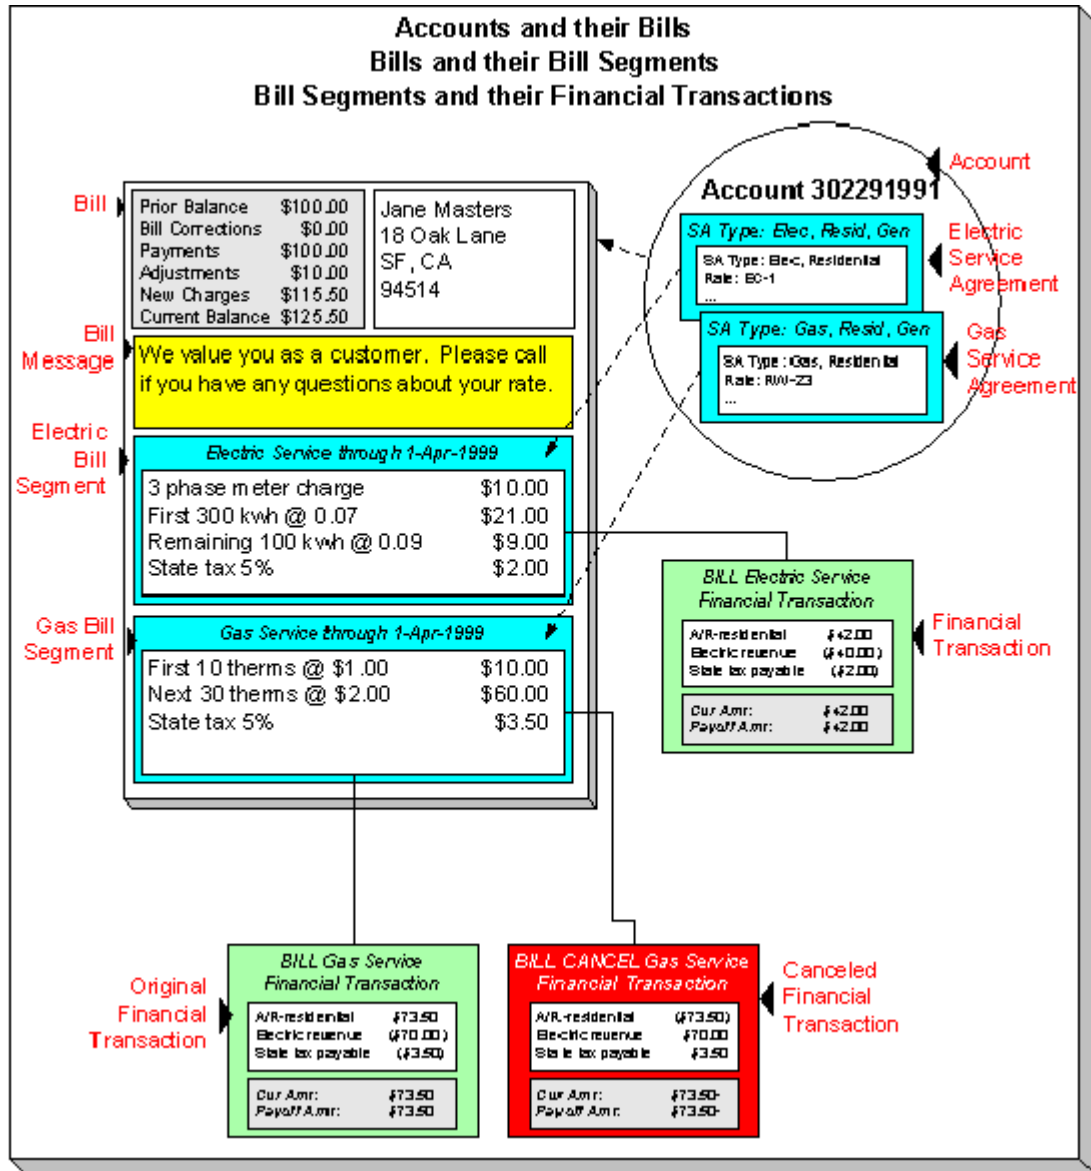 Accounts and their Bills
Bills and their Bill Segments
Bill Segments and their Financial Transactions
Account
Account 302291991
Bill
Prior Balance $100.00
Bill Corrections $0.00
Payments $100.00
Adjustments $10.00
New Charges $115.50
Current Balance $125.50
Jane Masters
18 Oak Lane
SF, CA
94514
SA Type: Elec, Resid, Gen
SA Type: Elec, Residential
Rate: EC-1
...
Electric
Service
Agreement
SA Type: Gas, Resid, Gen
SA Type: Gas, Residential
Rate: RW-23
...
Gas
Service
Agreement
Bill
Message
We value you as a customer. Please call
if you have any questions about your rate.
Electric
Bill
Segment
Electric Service through 1-Apr-1999
3 phase meter charge $10.00
First 300 kwh @ 0.07 $21.00
Remaining 100 kwh @ 0.09 $9.00
State tax 5% $2.00
Gas Bill
Segment
Gas Service through 1-Apr-1999
First 10 therms @ $1.00 $10.00
Next 30 therms @ $2.00 $60.00
State tax 5% $3.50
BILL Electric Service
Financial Transaction
A/R-residential $42.00
Electric revenue ($40.00)
State tax payable ($2.00)
Cur Amt: $42.00
Payoff Amt: $42.00
Financial
Transaction
Original
Financial
Transaction
BILL Gas Service
Financial Transaction
A/R-residential $73.50
Electric revenue ($70.00)
State tax payable ($3.50)
Cur Amt: $73.50
Payoff Amt: $73.50
BILL CANCEL Gas Service
Financial Transaction
A/R-residential ($73.50)
Electric revenue $70.00
State tax payable $3.50
Cur Amt: $73.50-
Payoff Amt: $73.50-
Canceled
Financial
Transaction